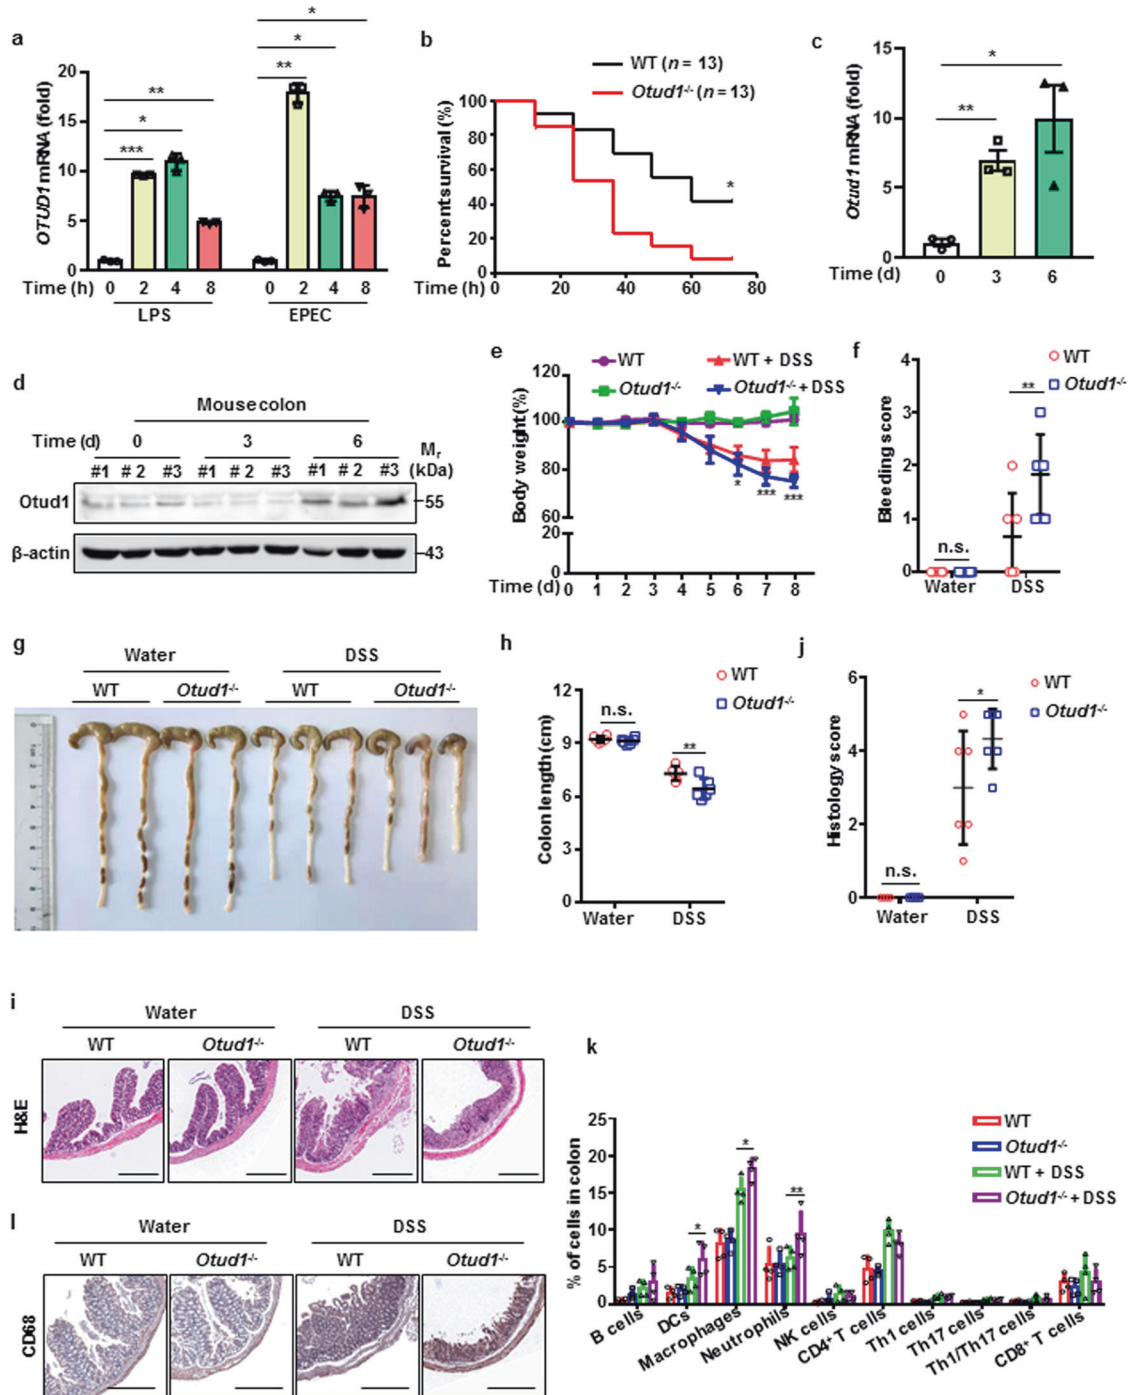 a
OTUD1 mRNA (fold)
20
15
10
5
0
*
**
*
*
**
*
***
Time (h) 0 2 4 8 0 2 4 8
LPS EPEC
b
WT (n = 13)
Otud1-/- (n = 13)
Percent survival (%)
100
80
60
40
20
0
*
Time (h) 0 20 40 60 80
c
Otud1 mRNA (fold)
15
10
5
0
*
**
Time (d) 0 3 6
d
Mouse colon
Time (d) 0 3 6
#1 # 2 #3 #1 # 2 #3 #1 # 2 #3
Mr
(kDa)
Otud1
55
β-actin
43
e
WT
WT + DSS
Otud1-/-
Otud1-/- + DSS
Body weight (%)
120
100
80
60
20
0
* *** ***
Time (d) 0 1 2 3 4 5 6 7 8
f
WT
Otud1-/-
Bleeding score
4
3
2
1
0
n.s.
**
Water DSS
g
Water DSS
WT Otud1-/- WT Otud1-/-
h
WT
Otud1-/-
Colon length (cm)
12
9
6
3
0
n.s.
**
Water DSS
j
WT
Otud1-/-
Histology score
6
4
2
0
n.s.
*
Water DSS
i
Water DSS
WT Otud1-/- WT Otud1-/-
H&E
k
WT
Otud1-/-
WT + DSS
Otud1-/- + DSS
% of cells in colon
25
20
15
10
5
0
*
*
**
B cells
DCs
Macrophages
Neutrophils
NK cells
CD4+ T cells
Th1 cells
Th17 cells
Th1/Th17 cells
CD8+ T cells
l
Water DSS
WT Otud1-/- WT Otud1-/-
CD68